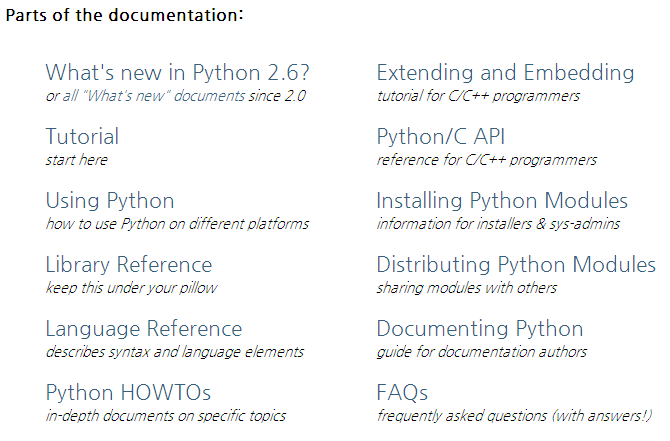 Parts of the documentation:
What's new in Python 2.6?
or all "What's new" documents since 2.0
Tutorial
start here
Using Python
how to use Python on different platforms
Library Reference
keep this under your pillow
Language Reference
describes syntax and language elements
Python HOWTOs
in-depth documents on specific topics
Extending and Embedding
tutorial for C/C++ programmers
Python/C API
reference for C/C++ programmers
Installing Python Modules
information for installers & sys-admins
Distributing Python Modules
sharing modules with others
Documenting Python
guide for documentation authors
FAQs
frequently asked questions (with answers!)